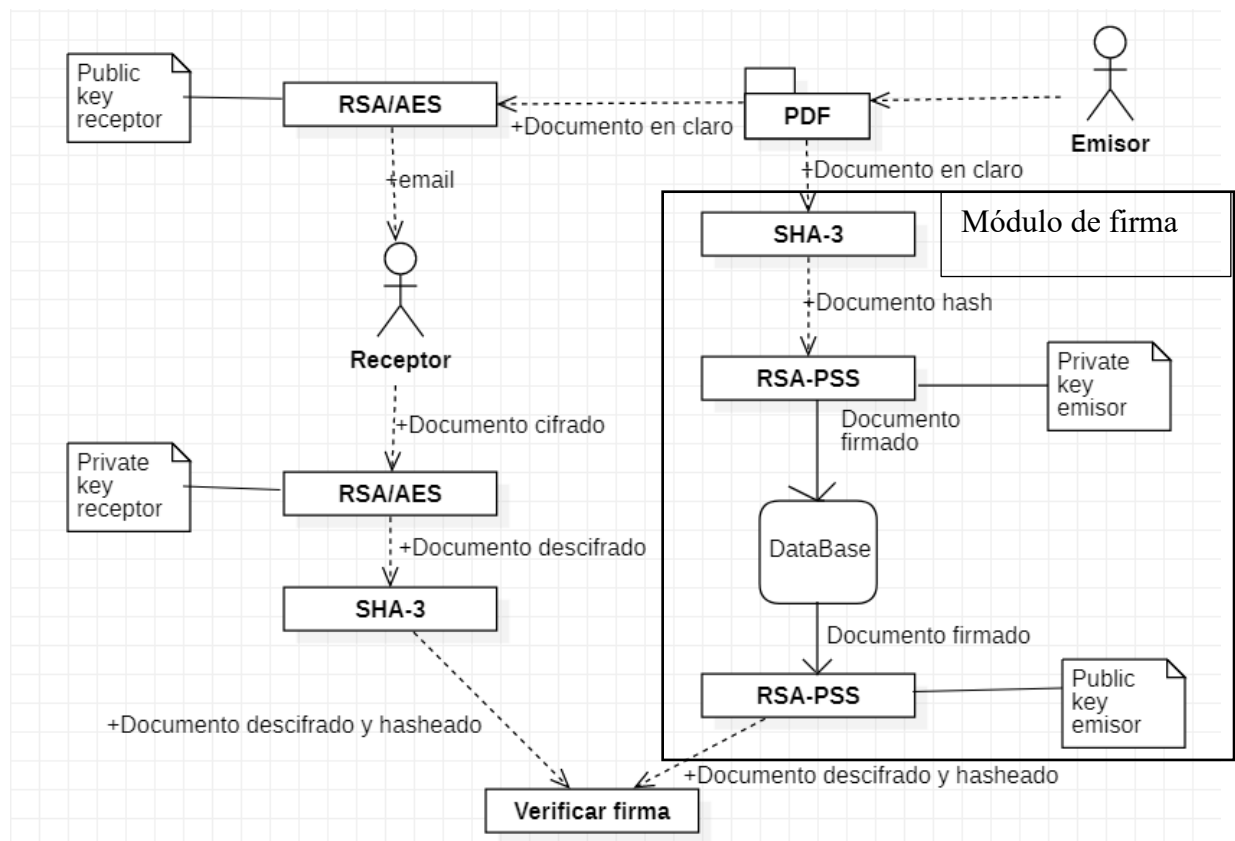 Public
key
receptor
RSA/AES
+Documento en claro
PDF
Emisor
+Documento en claro
+email
SHA-3
Módulo de firma
+Documento hash
Receptor
RSA-PSS
Private
key
emisor
Documento
firmado
+Documento cifrado
Private
key
receptor
RSA/AES
+Documento descifrado
DataBase
SHA-3
Documento firmado
RSA-PSS
Public
key
emisor
+Documento descifrado y hasheado
+Documento descifrado y hasheado
Verificar firma